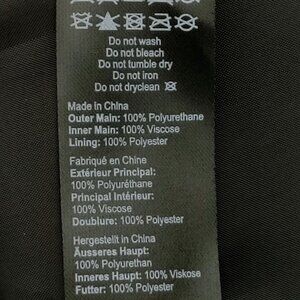 Do not wash
Do not bleach
Do not tumble dry
Do not iron
Do not dryclean
Made in China
Outer Main: 100% Polyurethane
Inner Main: 100% Viscose
Lining: 100% Polyester
Fabriqué en Chine
Extérieur Principal:
100% Polyuréthane
Principal Intérieur:
100% Viscose
Doublure: 100% Polyester
Hergestellt in China
Äusseres Haupt:
100% Polyurethan
Inneres Haupt: 100% Viskose
Futter: 100% Polyester